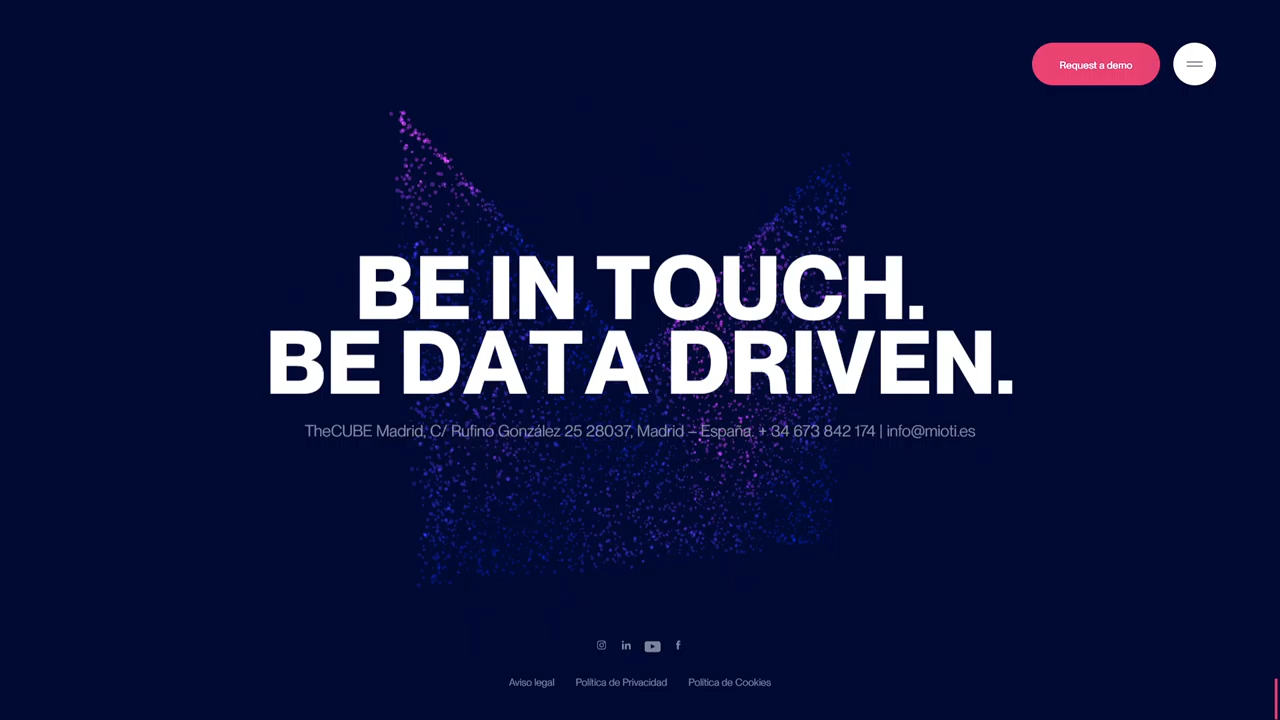 Request a demo
BE IN TOUCH.
BE DATA DRIVEN.
TheCUBE Madrid, C/ Rufino González 25 28037, Madrid – España. + 34 673 842 174 | info@mioti.es
Aviso legal Política de Privacidad Política de Cookies